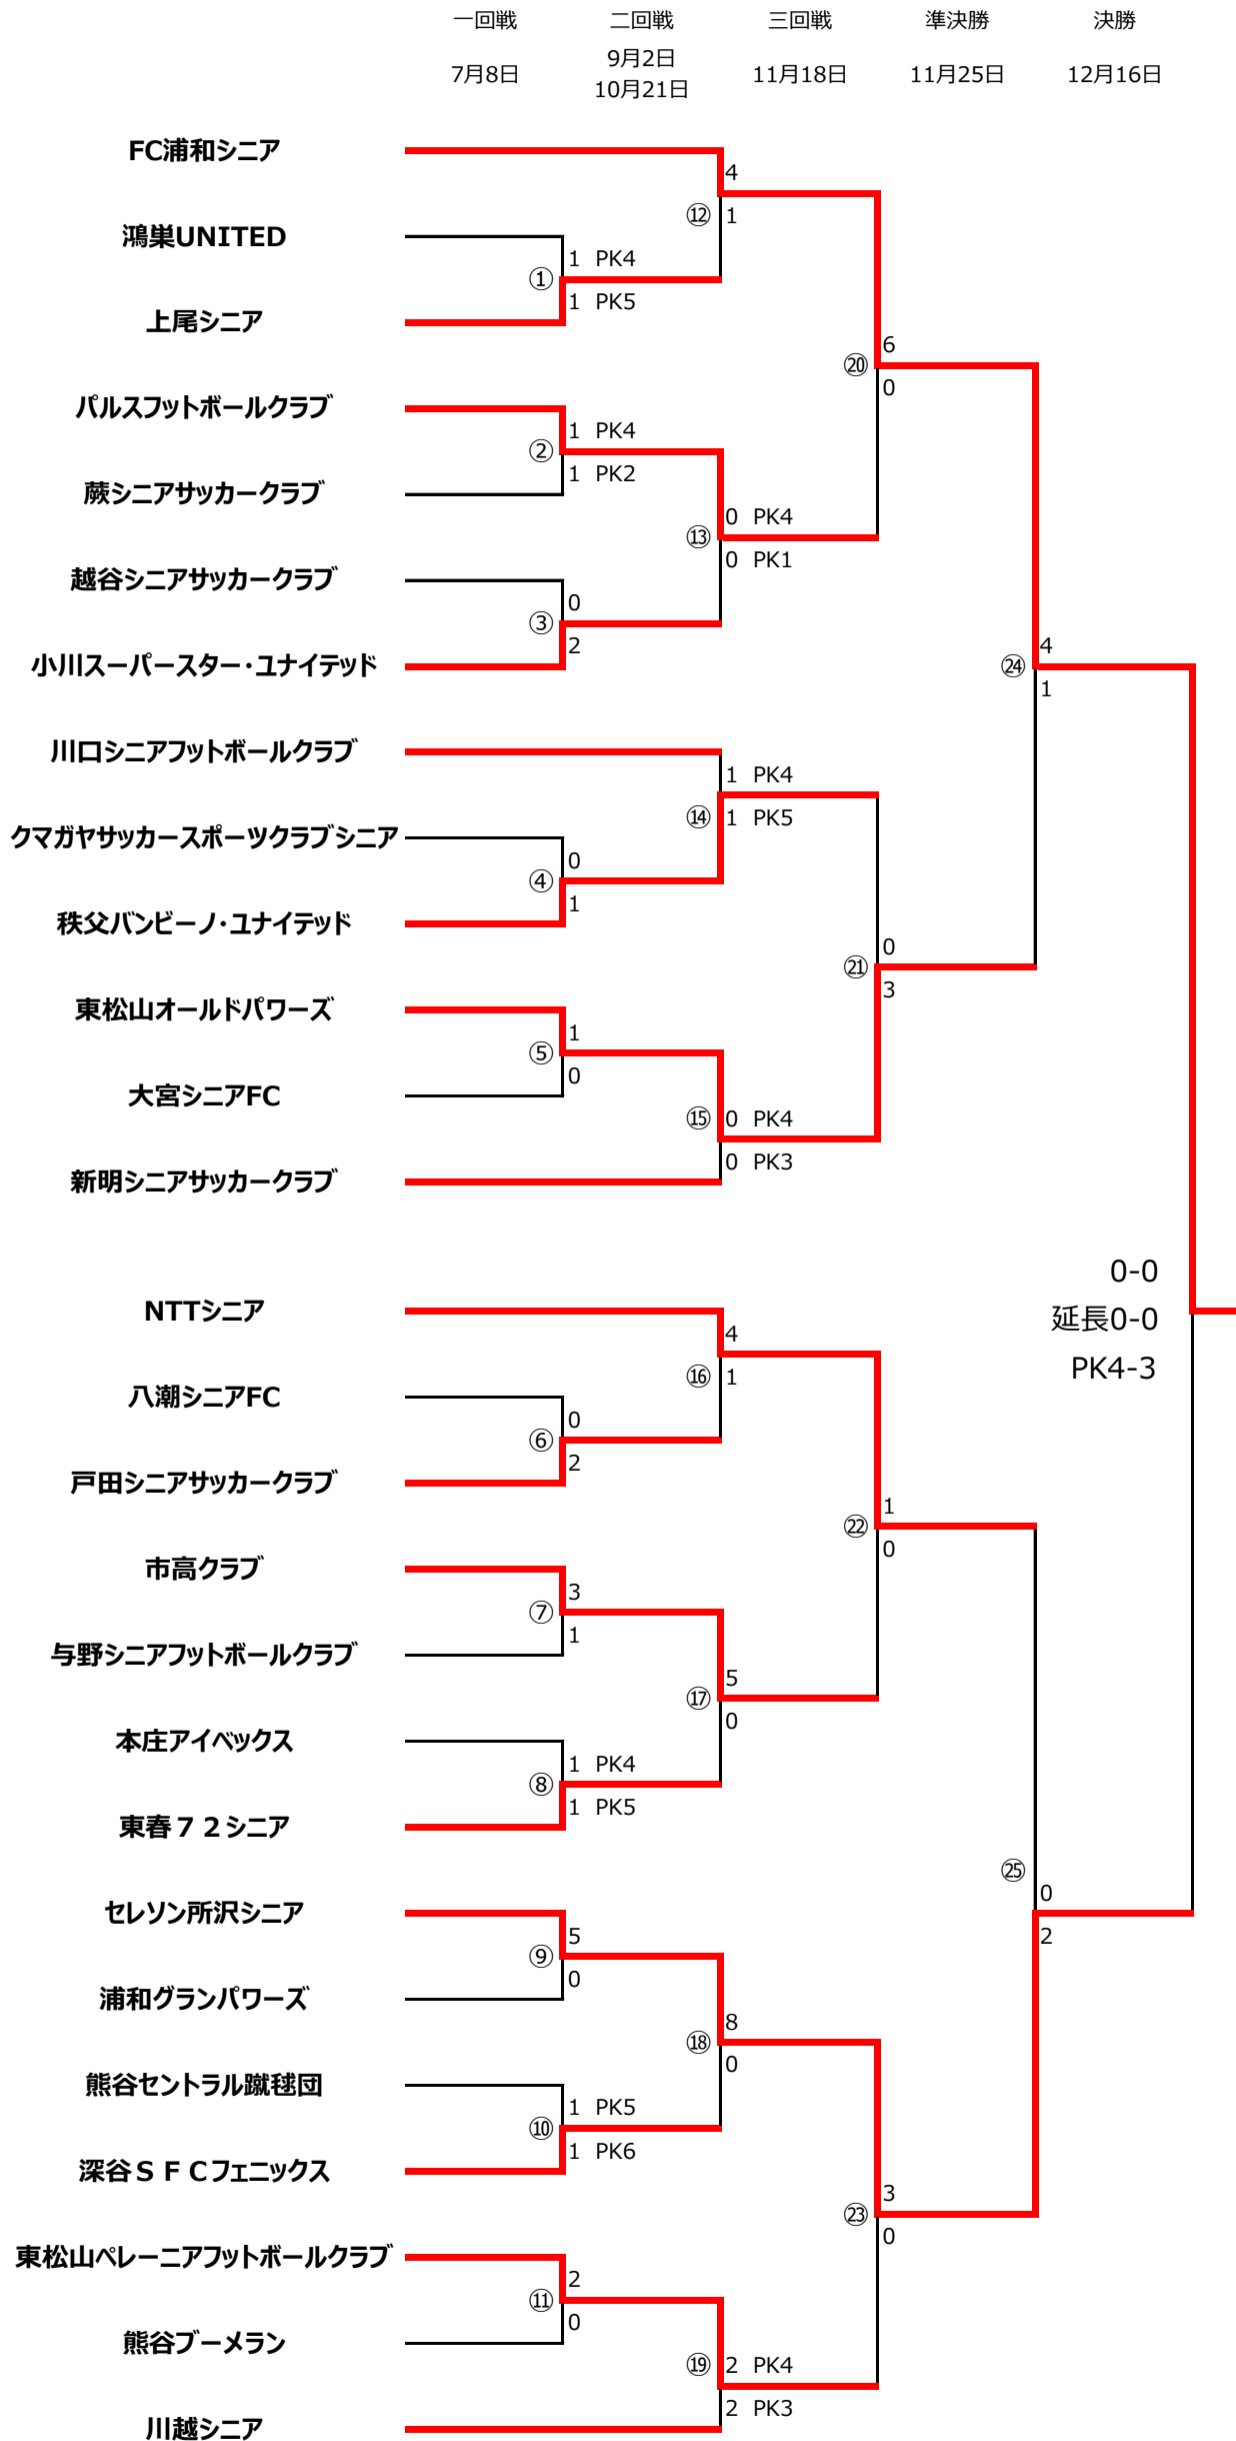 一回戦 二回戦 三回戦 準決勝 決勝
7月8日 9月2日 10月21日 11月18日 11月25日 12月16日
FC浦和シニア
4
⑫ 1
鴻巣UNITED
1 PK4
①
1 PK5
上尾シニア
6
⑳
0
パルスフットボールクラブ
1 PK4
②
1 PK2
蕨シニアサッカークラブ
0 PK4
⑬
0 PK1
越谷シニアサッカークラブ
0
③
2
小川スーパースター・ユナイテッド
4
㉔
1
川口シニアフットボールクラブ
1 PK4
⑭ 1 PK5
クマガヤサッカースポーツクラブシニア
0
④
1
秩父バンビーノ・ユナイテッド
0
㉑
3
東松山オールドパワーズ
1
⑤
0
大宮シニアFC
⑮ 0 PK4
0 PK3
新明シニアサッカークラブ
0-0
延長0-0
PK4-3
NTTシニア
4
⑯ 1
八潮シニアFC
0
⑥
2
戸田シニアサッカークラブ
1
㉒
0
市高クラブ
3
⑦
1
与野シニアフットボールクラブ
5
⑰
0
本庄アイベックス
1 PK4
⑧
1 PK5
東春７２シニア
㉕
0
2
セレソン所沢シニア
5
⑨
0
浦和グランパワーズ
8
⑱
0
熊谷セントラル蹴毬団
1 PK5
⑩
1 PK6
深谷ＳＦＣフェニックス
3
㉓
0
東松山ペレーニアフットボールクラブ
2
⑪
0
熊谷ブーメラン
⑲ 2 PK4
2 PK3
川越シニア